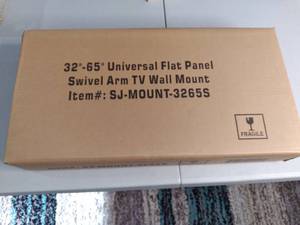 32"-65" Universal Flat Panel
Swivel Arm TV Wall Mount
Item#: SJ-MOUNT-3265S
FRAGILE